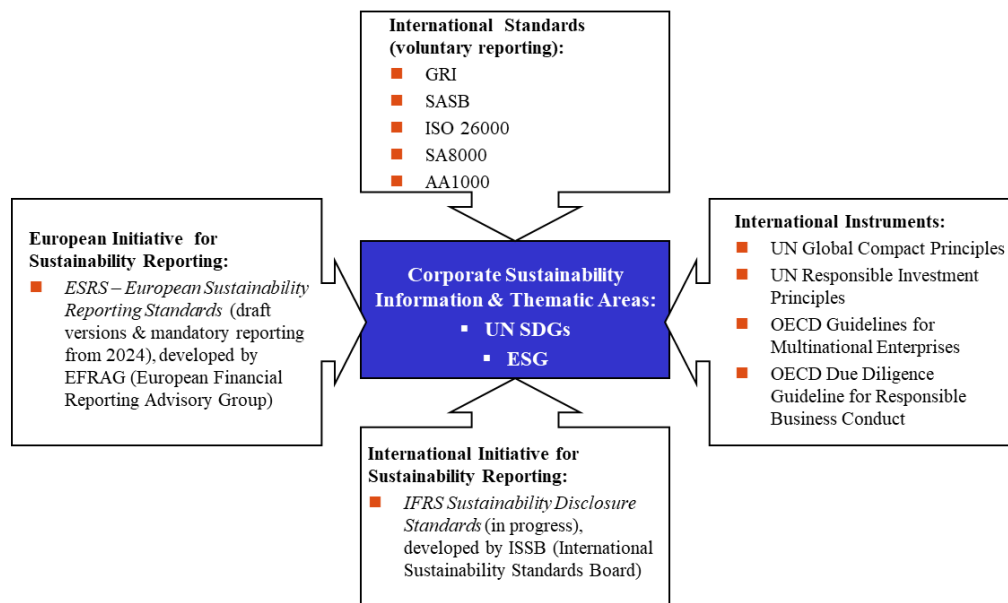 International Standards
(voluntary reporting):
GRI
SASB
ISO 26000
SA8000
AA1000
European Initiative for
Sustainability Reporting:
ESRS – European Sustainability
Reporting Standards (draft
versions & mandatory reporting
from 2024), developed by
EFRAG (European Financial
Reporting Advisory Group)
Corporate Sustainability
Information & Thematic Areas:
UN SDGs
ESG
International Instruments:
UN Global Compact Principles
UN Responsible Investment
Principles
OECD Guidelines for
Multinational Enterprises
OECD Due Diligence
Guideline for Responsible
Business Conduct
International Initiative for
Sustainability Reporting:
IFRS Sustainability Disclosure
Standards (in progress),
developed by ISSB (International
Sustainability Standards Board)